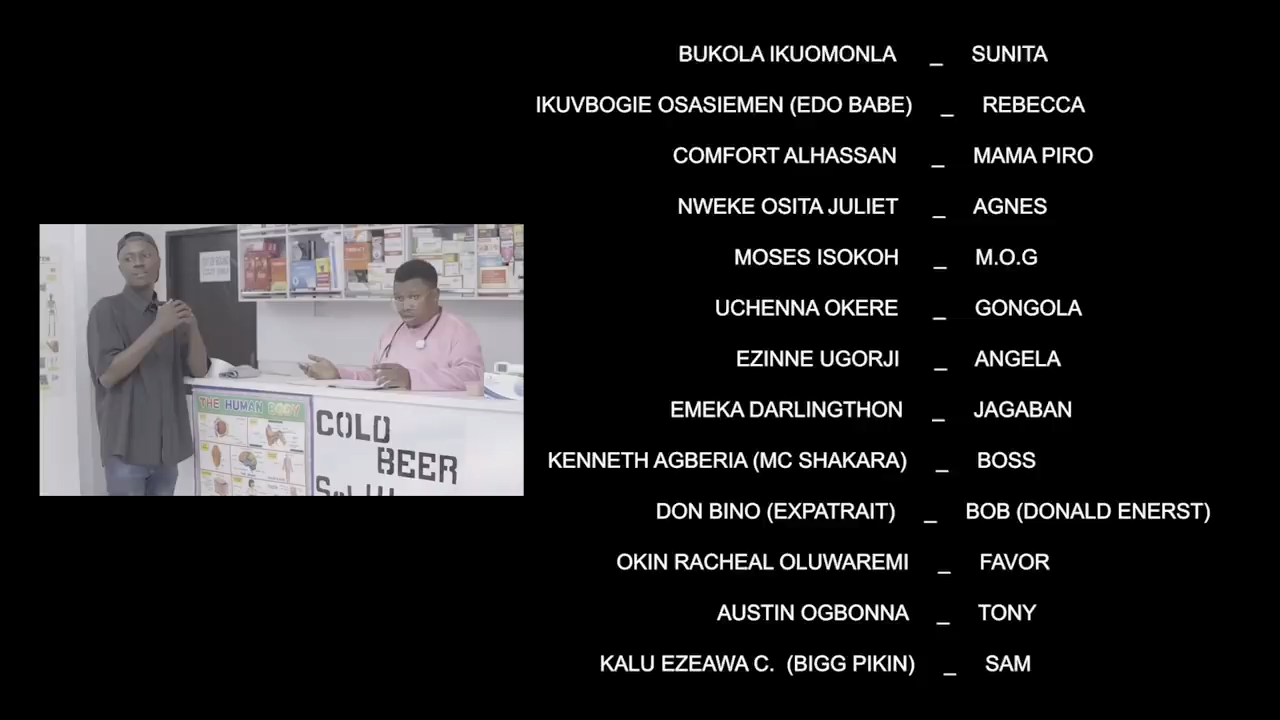 BUKOLA IKUOMONLA _ SUNITA
IKUVBOGIE OSASIEMEN (EDO BABE) _ REBECCA
COMFORT ALHASSAN _ MAMA PIRO
NWEKE OSITA JULIET _ AGNES
MOSES ISOKOH _ M.O.G
UCHENNA OKERE _ GONGOLA
EZINNE UGORJI _ ANGELA
EMEKA DARLINGTHON _ JAGABAN
KENNETH AGBERIA (MC SHAKARA) _ BOSS
DON BINO (EXPATRAIT) _ BOB (DONALD ENERST)
OKIN RACHEAL OLUWAREMI _ FAVOR
AUSTIN OGBONNA _ TONY
KALU EZEAWA C. (BIGG PIKIN) _ SAM
THE HUMAN BODY
COLD
BEER